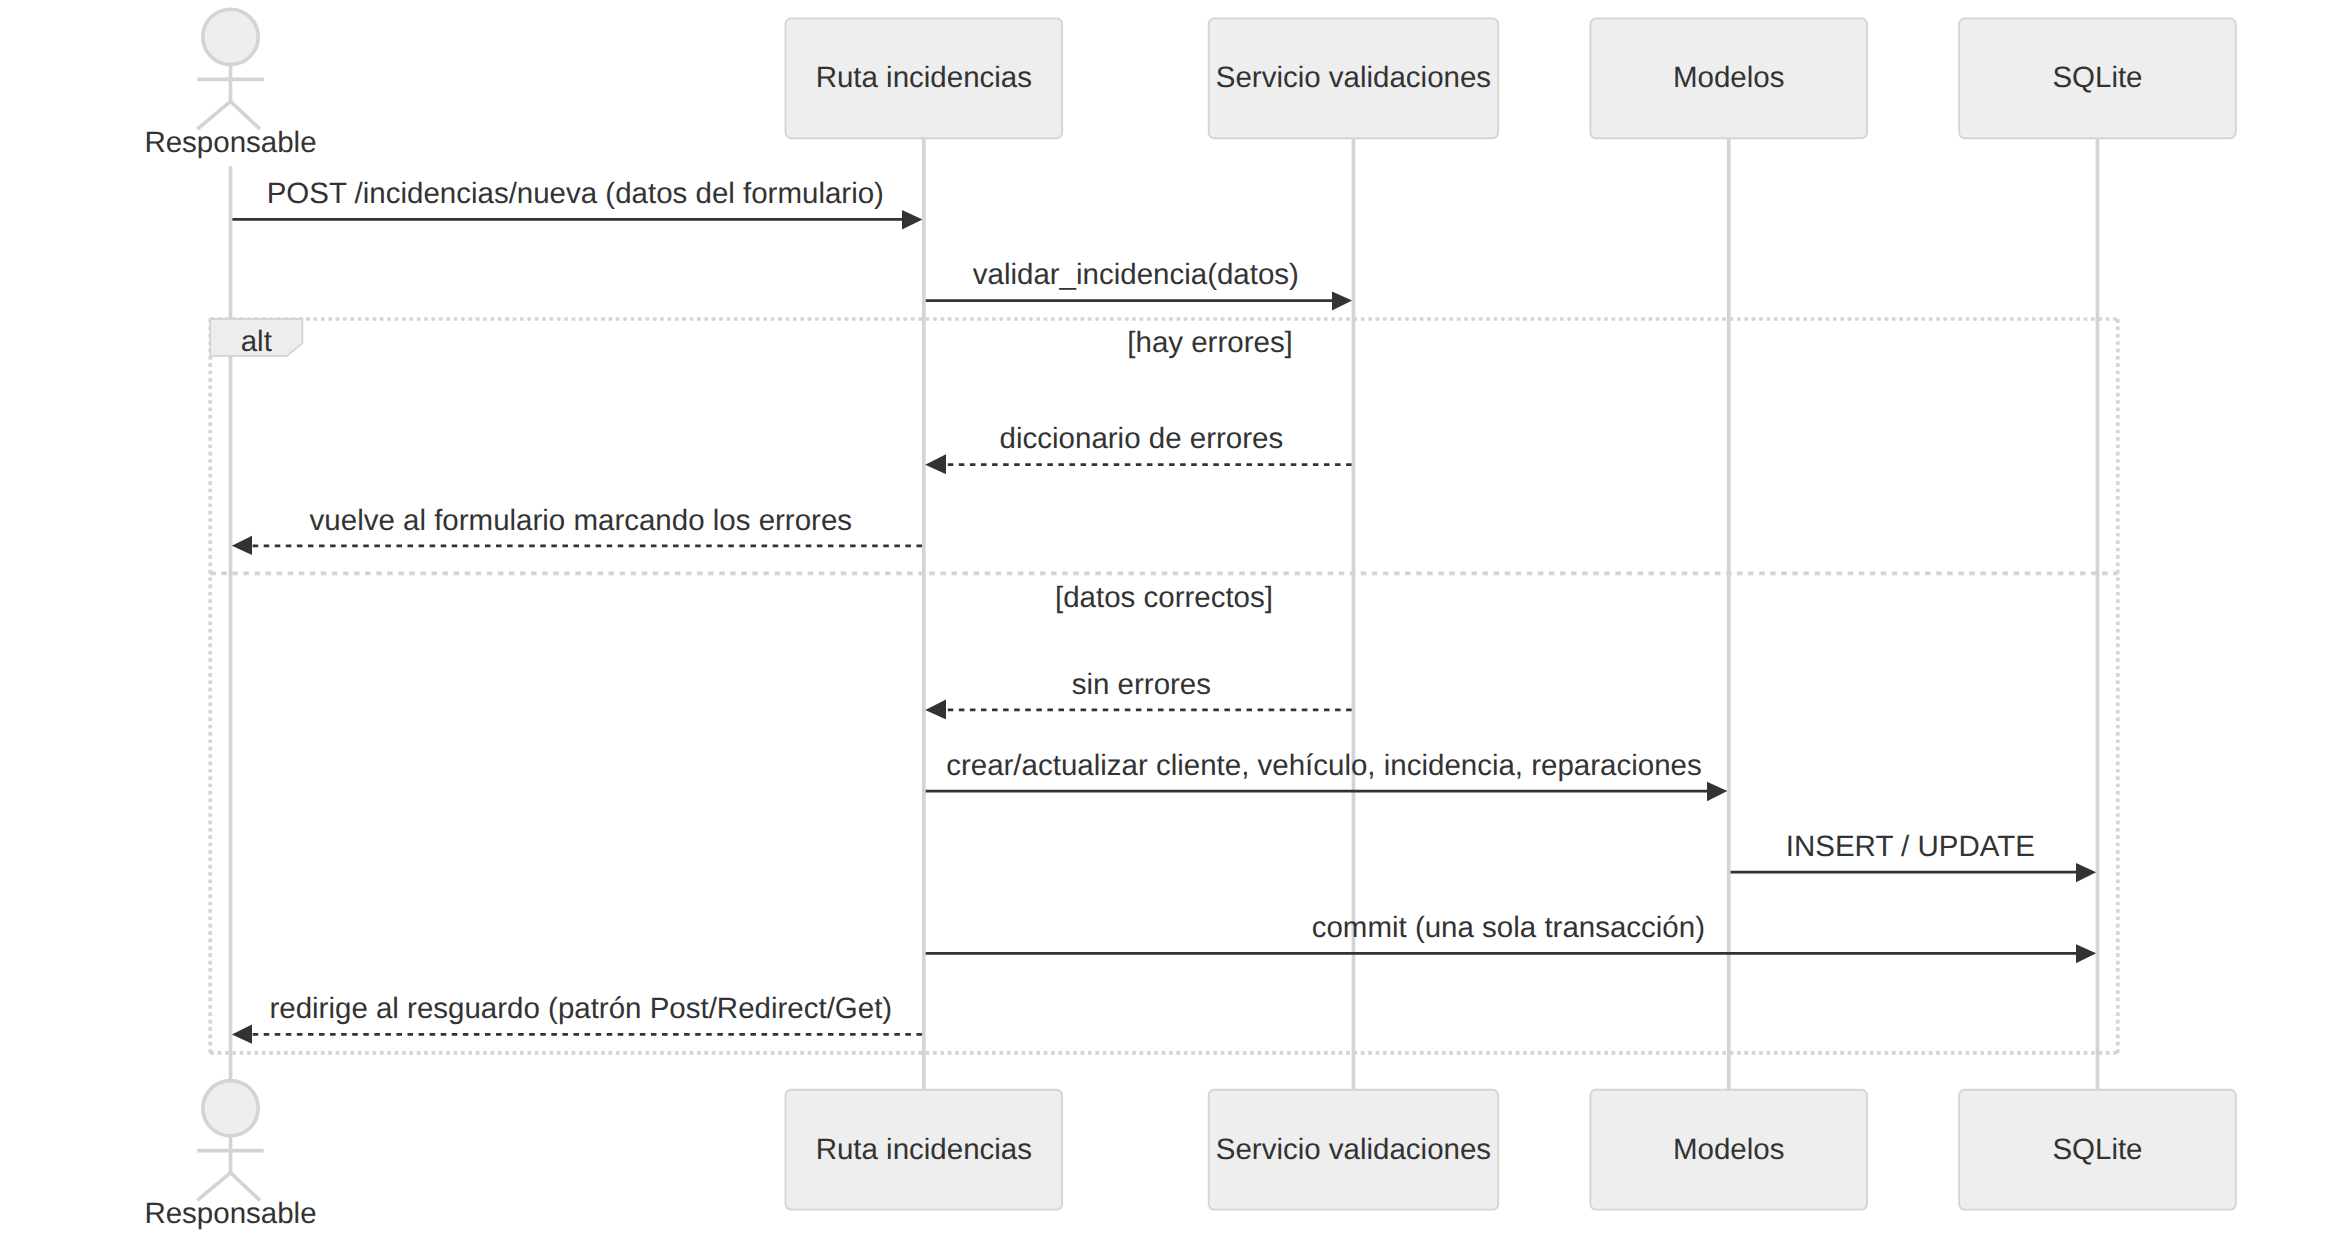 Responsable
Ruta incidencias
Servicio validaciones
Modelos
SQLite
POST /incidencias/nueva (datos del formulario)
validar_incidencia(datos)
alt
[hay errores]
diccionario de errores
vuelve al formulario marcando los errores
[datos correctos]
sin errores
crear/actualizar cliente, vehículo, incidencia, reparaciones
INSERT / UPDATE
commit (una sola transacción)
redirige al resguardo (patrón Post/Redirect/Get)
Responsable
Ruta incidencias
Servicio validaciones
Modelos
SQLite